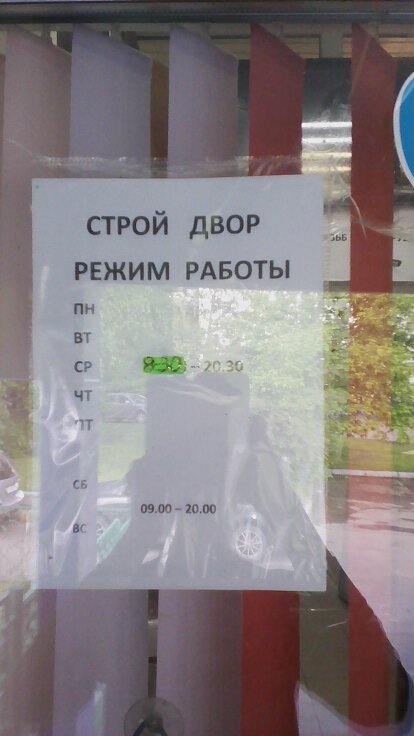 СТРОЙ ДВОР
РЕЖИМ РАБОТЫ
ПН
ВТ
СР 8-30 – 20.30
ЧТ
ПТ
СБ
09.00 – 20.00
ВС